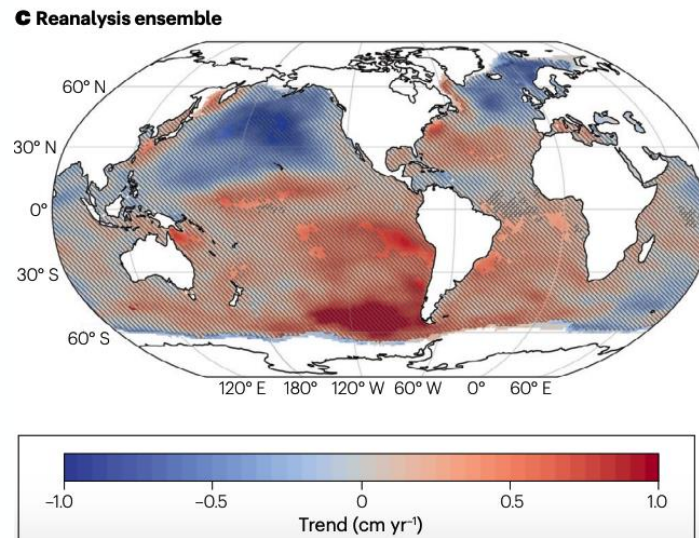 C Reanalysis ensemble
60° N
30° N
0°
30° S
60° S
120° E 180° 120° W 60° W 0° 60° E
–1.0 –0.5 0 0.5 1.0
Trend (cm yr⁻¹)